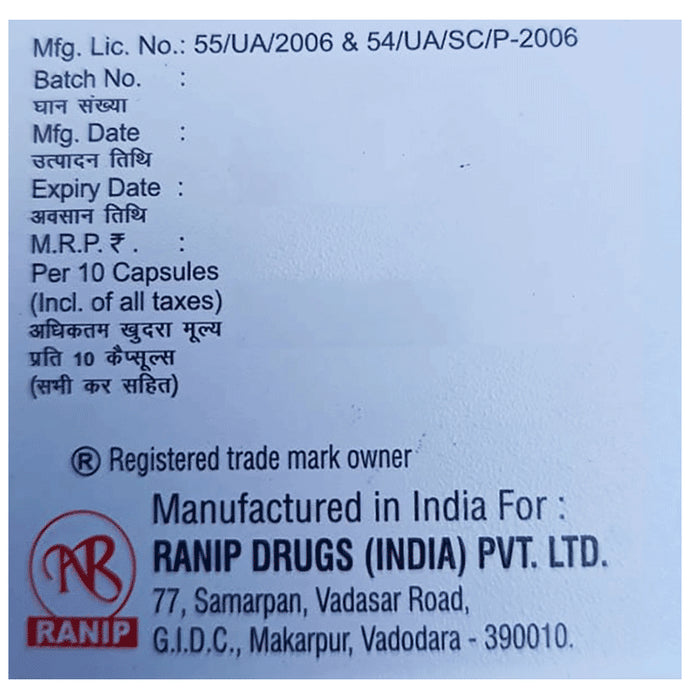 Mfg. Lic. No.: 55/UA/2006 & 54/UA/SC/P-2006
Batch No. :
घान संख्या
Mfg. Date :
उत्पादन तिथि
Expiry Date :
अवसान तिथि
M.R.P. ₹ . :
Per 10 Capsules
(Incl. of all taxes)
अधिकतम खुदरा मूल्य
प्रति 10 कैप्सूल्स
(सभी कर सहित)
® Registered trade mark owner
Manufactured in India For :
RANIP DRUGS (INDIA) PVT. LTD.
77, Samarpan, Vadasar Road,
G.I.D.C., Makarpur, Vadodara - 390010.
NR
RANIP